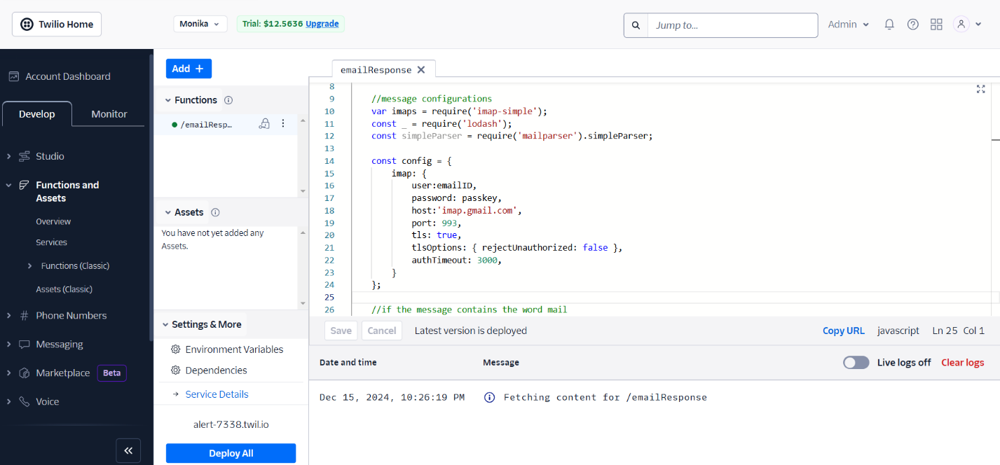 Twilio Home
Monika
Trial: $12.5636 Upgrade
Jump to...
Admin
Account Dashboard
Develop
Monitor
Studio
Functions and
Assets
Overview
Services
Functions (Classic)
Assets (Classic)
# Phone Numbers
Messaging
Marketplace
Beta
Voice
Add +
Functions
/emailResp…
Assets
You have not yet added any
Assets.
Settings & More
Environment Variables
Dependencies
Service Details
alert-7338.twil.io
Deploy All
emailResponse
8
9 //message configurations
10 var imaps = require('imap-simple');
11 const _ = require('lodash');
12 const simpleParser = require('mailparser').simpleParser;
13
14 const config = {
15 imap: {
16 user:emailID,
17 password: passkey,
18 host:'imap.gmail.com',
19 port: 993,
20 tls: true,
21 tlsOptions: { rejectUnauthorized: false },
22 authTimeout: 3000,
23 }
24 };
25
26 //if the message contains the word mail
Save
Cancel
Latest version is deployed
Copy URL
javascript
Ln 25 Col 1
Date and time
Message
Live logs off
Clear logs
Dec 15, 2024, 10:26:19 PM
Fetching content for /emailResponse